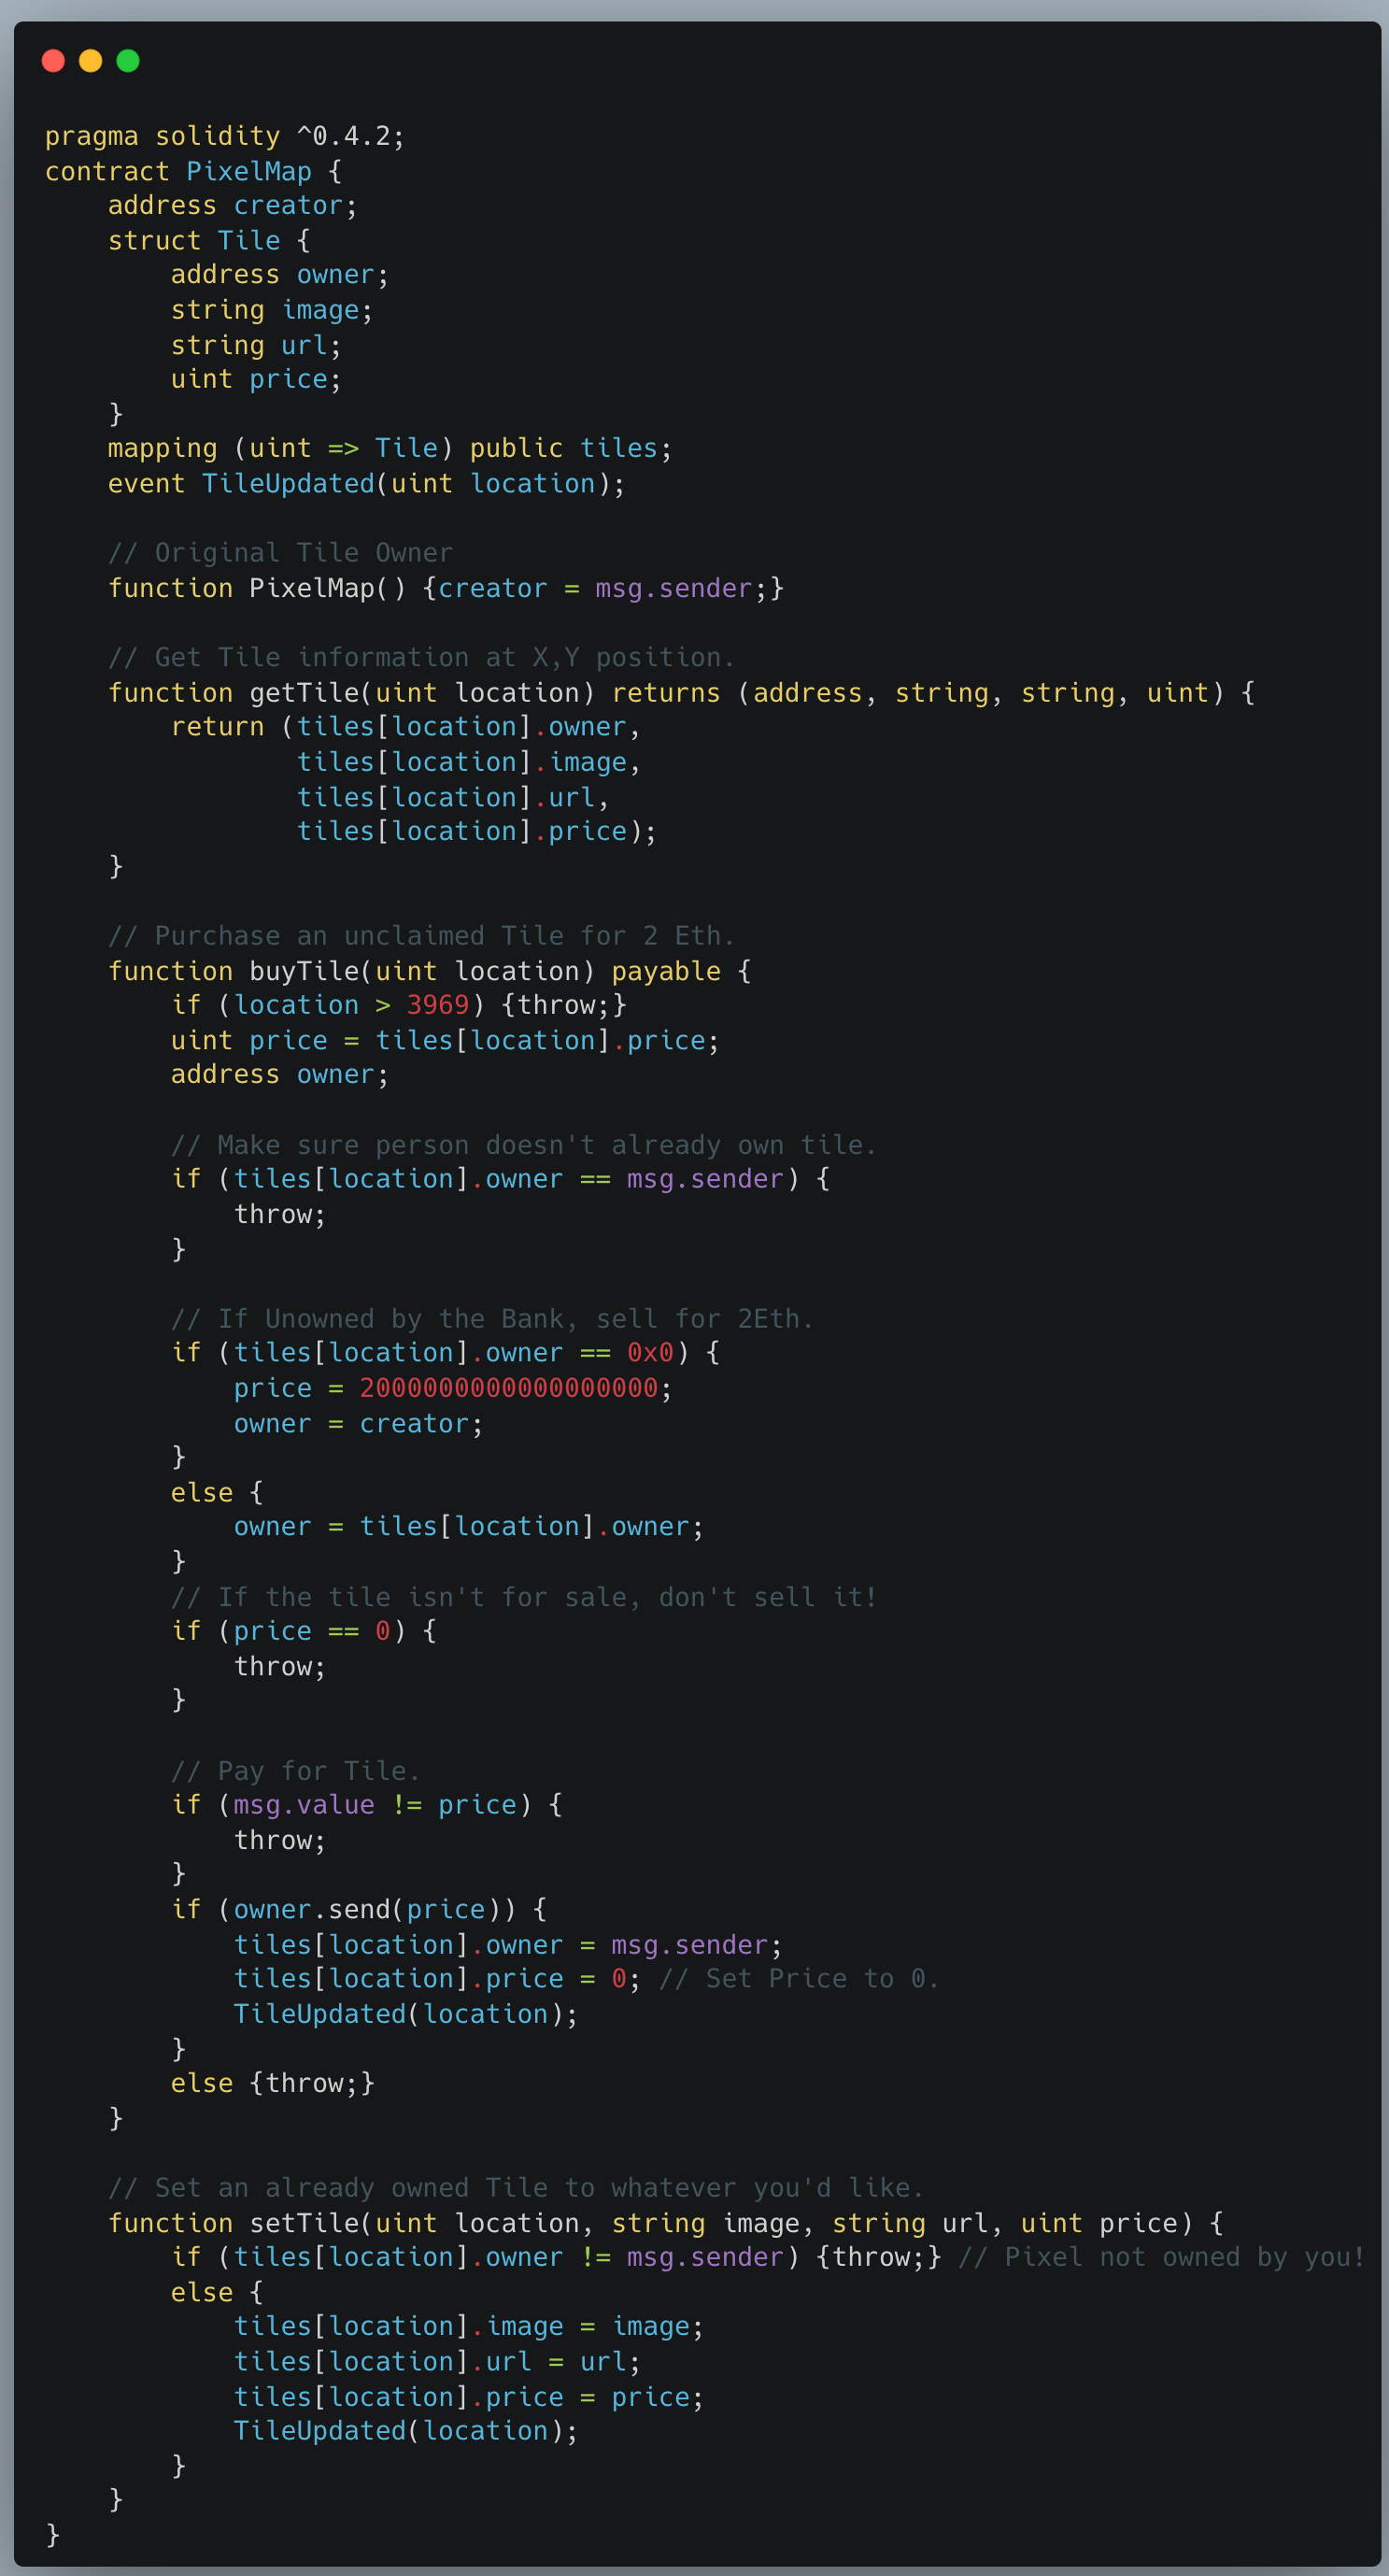 pragma solidity ^0.4.2;
contract PixelMap {
    address creator;
    struct Tile {
        address owner;
        string image;
        string url;
        uint price;
    }
    mapping (uint => Tile) public tiles;
    event TileUpdated(uint location);

    // Original Tile Owner
    function PixelMap() {creator = msg.sender;}

    // Get Tile information at X,Y position.
    function getTile(uint location) returns (address, string, string, uint) {
        return (tiles[location].owner,
                tiles[location].image,
                tiles[location].url,
                tiles[location].price);
    }

    // Purchase an unclaimed Tile for 2 Eth.
    function buyTile(uint location) payable {
        if (location > 3969) {throw;}
        uint price = tiles[location].price;
        address owner;

        // Make sure person doesn't already own tile.
        if (tiles[location].owner == msg.sender) {
            throw;
        }

        // If Unowned by the Bank, sell for 2Eth.
        if (tiles[location].owner == 0x0) {
            price = 2000000000000000000;
            owner = creator;
        }
        else {
            owner = tiles[location].owner;
        }
        // If the tile isn't for sale, don't sell it!
        if (price == 0) {
            throw;
        }

        // Pay for Tile.
        if (msg.value != price) {
            throw;
        }
        if (owner.send(price)) {
            tiles[location].owner = msg.sender;
            tiles[location].price = 0; // Set Price to 0.
            TileUpdated(location);
        }
        else {throw;}
    }

    // Set an already owned Tile to whatever you'd like.
    function setTile(uint location, string image, string url, uint price) {
        if (tiles[location].owner != msg.sender) {throw;} // Pixel not owned by you!
        else {
            tiles[location].image = image;
            tiles[location].url = url;
            tiles[location].price = price;
            TileUpdated(location);
        }
    }
}